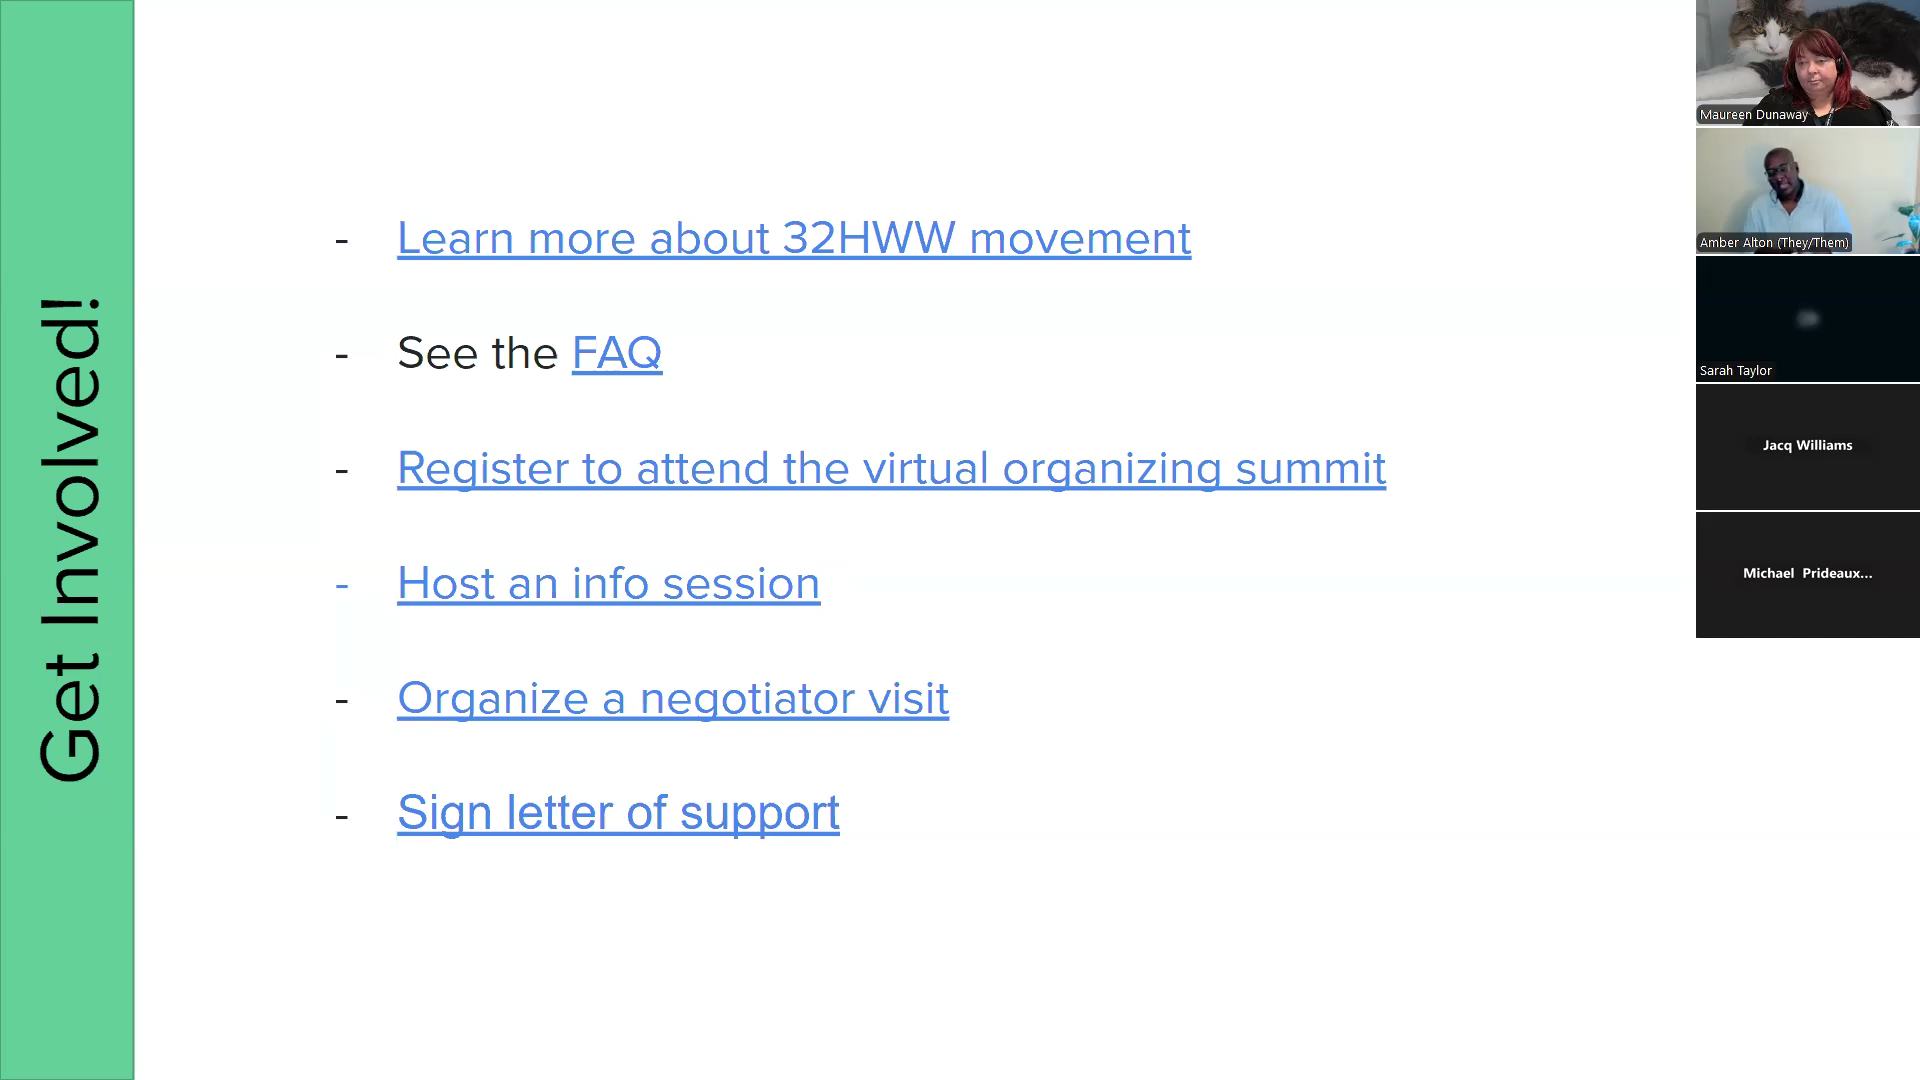 Get Involved!
- Learn more about 32HWW movement
- See the FAQ
- Register to attend the virtual organizing summit
- Host an info session
- Organize a negotiator visit
- Sign letter of support
Maureen Dunaway
Amber Alton (They/Them)
Sarah Taylor
Jacq Williams
Michael Prideaux...